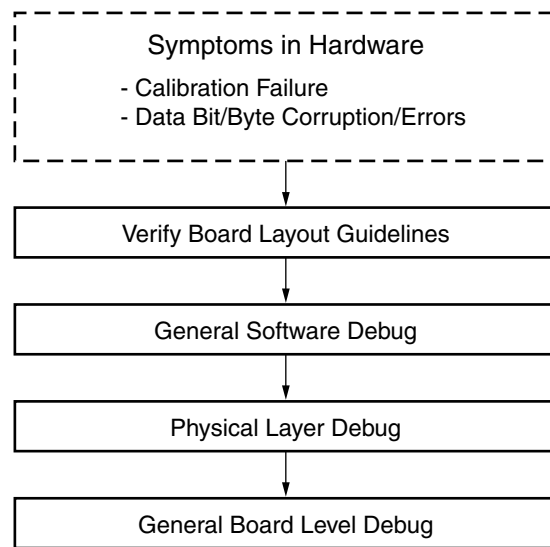 Symptoms in Hardware
- Calibration Failure
- Data Bit/Byte Corruption/Errors
Verify Board Layout Guidelines
General Software Debug
Physical Layer Debug
General Board Level Debug